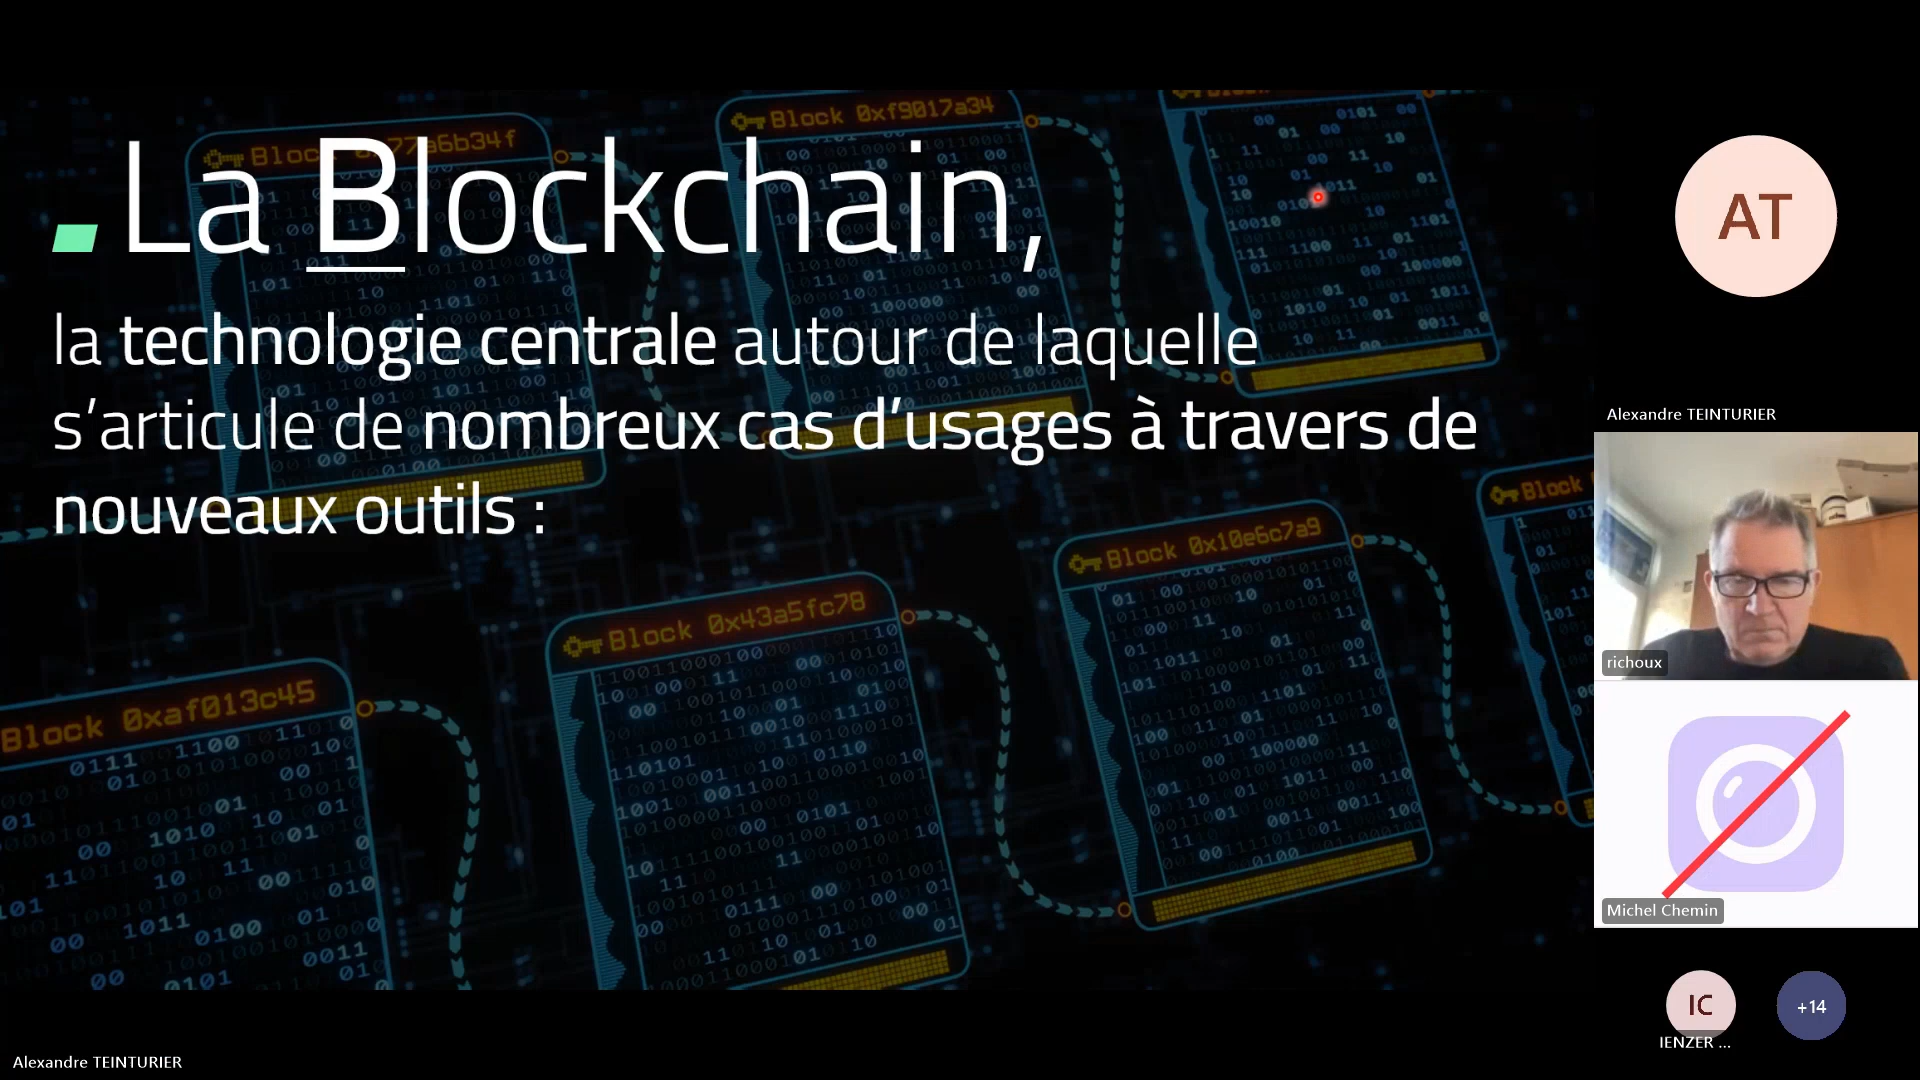 La Blockchain,
la technologie centrale autour de laquelle
s’articule de nombreux cas d’usages à travers de
nouveaux outils :
Block 0xf9017a34
Block 0x10e6c7a9
Block 0x43a5fc78
Block 0xaf013c45
Block
AT
Alexandre TEINTURIER
richoux
Michel Chemin
IC
+14
IENZER ...
Alexandre TEINTURIER